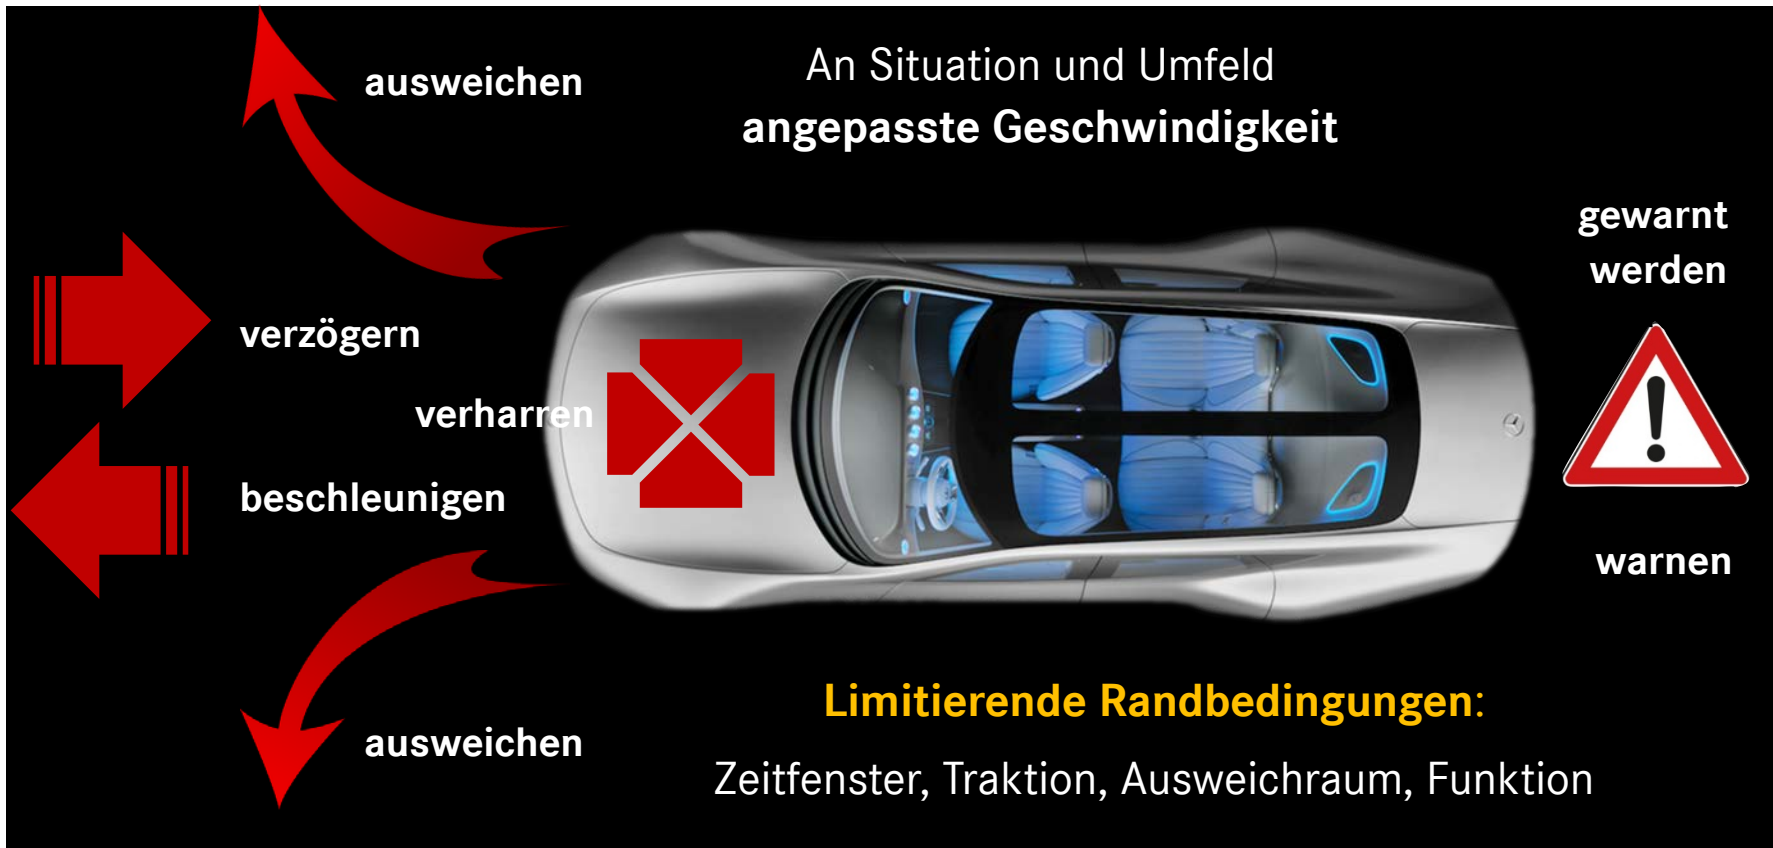 ausweichen
An Situation und Umfeld
angepasste Geschwindigkeit
gewarnt
werden
verzögern
verharren
beschleunigen
warnen
Limitierende Randbedingungen:
ausweichen
Zeitfenster, Traktion, Ausweichraum, Funktion